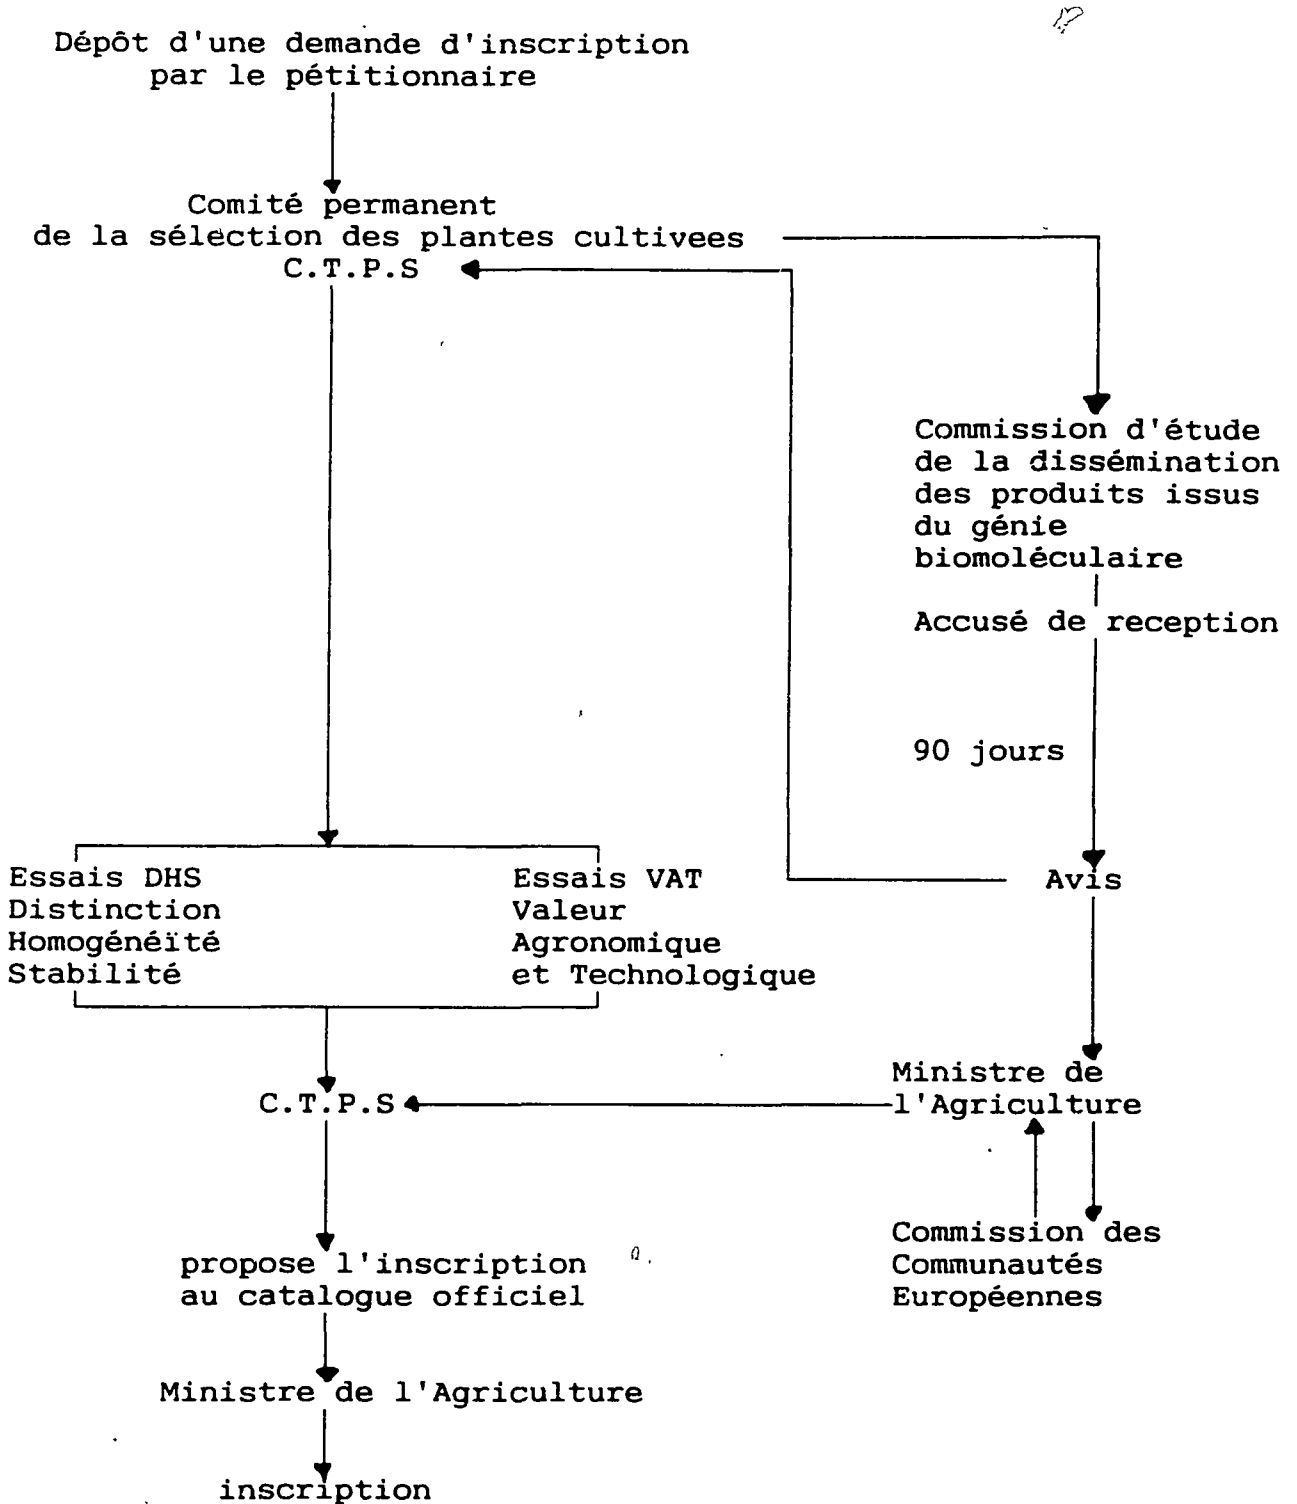 Dépôt d'une demande d'inscription
par le pétitionnaire
Comité permanent
de la sélection des plantes cultivees
C.T.P.S
Commission d'étude
de la dissémination
des produits issus
du génie
biomoléculaire
Accusé de reception
90 jours
Avis
Essais DHS
Distinction
Homogénéïté
Stabilité
Essais VAT
Valeur
Agronomique
et Technologique
Ministre de
l'Agriculture
C.T.P.S
Commission des
Communautés
Européennes
propose l'inscription
au catalogue officiel
Ministre de l'Agriculture
inscription